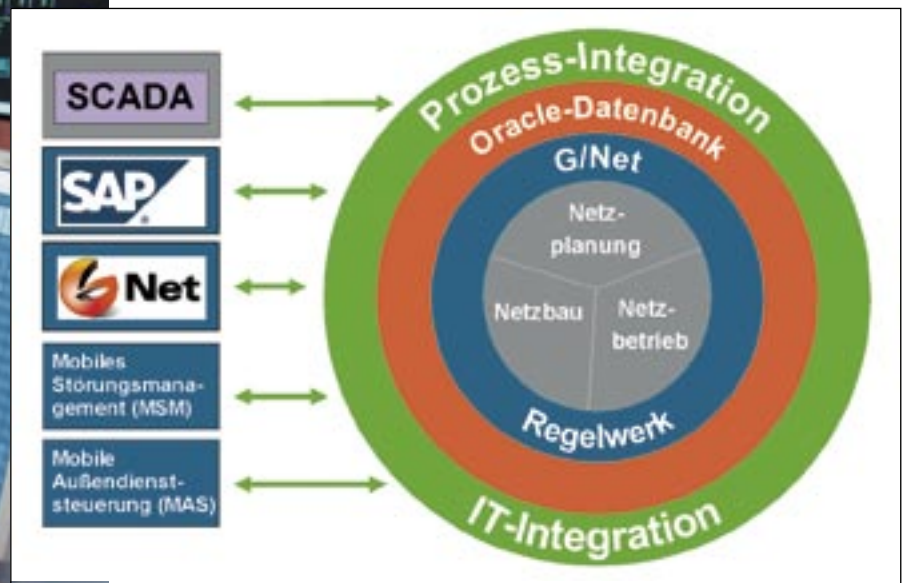 SCADA
SAP
®
Net
Mobiles
Störungsmana-
gement (MSM)
Mobile
Außendienst-
steuerung (MAS)
Prozess-Integration
Oracle-Datenbank
G/Net
Netz-
planung
Netzbau
Netz-
betrieb
Regelwerk
IT-Integration